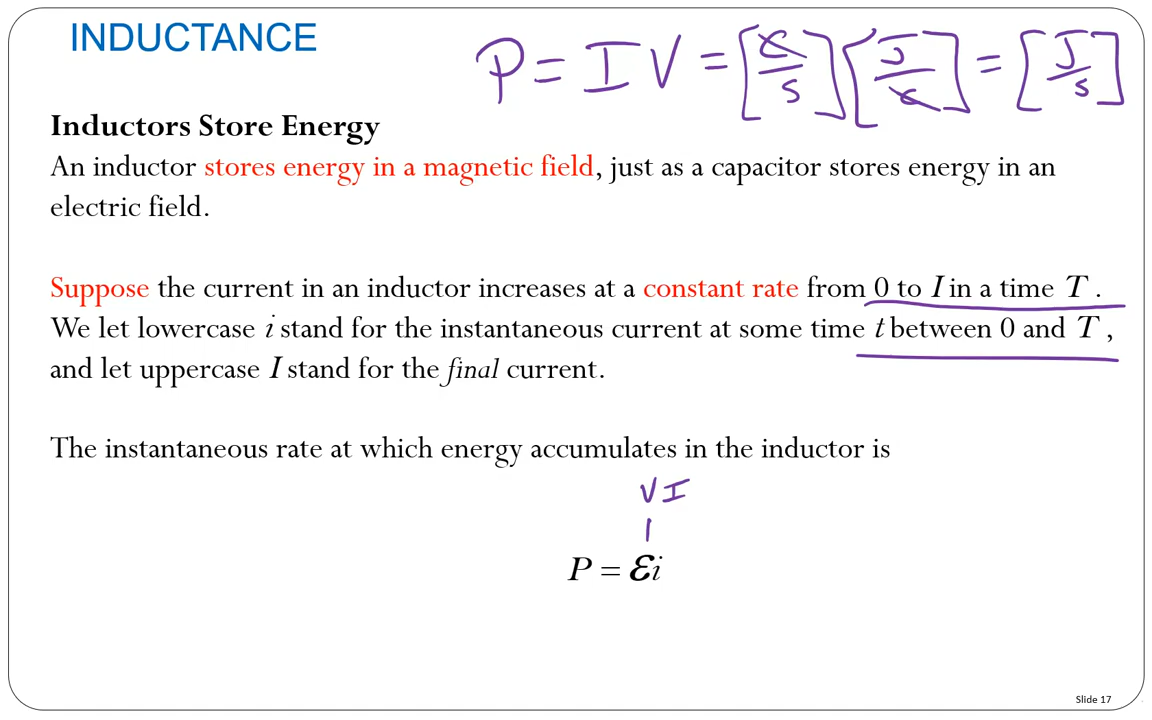 INDUCTANCE
P = IV = [C/s][J/C] = [J/s]
Inductors Store Energy
An inductor stores energy in a magnetic field, just as a capacitor stores energy in an
electric field.
Suppose the current in an inductor increases at a constant rate from 0 to I in a time T .
We let lowercase i stand for the instantaneous current at some time t between 0 and T ,
and let uppercase I stand for the final current.
The instantaneous rate at which energy accumulates in the inductor is
V I
P = ℰi
Slide 17